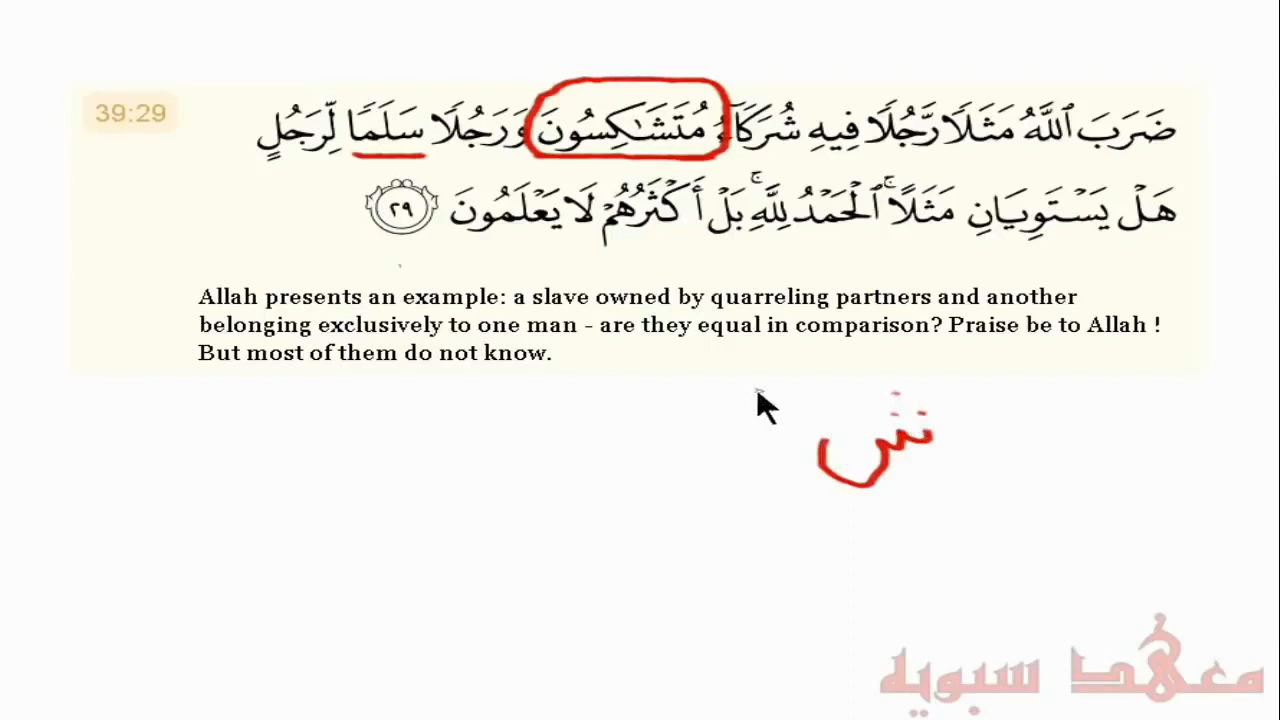 39:29
ضَرَبَ ٱللَّهُ مَثَلًا رَّجُلًا فِيهِ شُرَكَآءُ مُتَشَـٰكِسُونَ وَرَجُلًا سَلَمًا لِّرَجُلٍ
هَلْ يَسْتَوِيَانِ مَثَلًا ۚ ٱلْحَمْدُ لِلَّهِ ۚ بَلْ أَكْثَرُهُمْ لَا يَعْلَمُونَ ٢٩
Allah presents an example: a slave owned by quarreling partners and another
belonging exclusively to one man - are they equal in comparison? Praise be to Allah !
But most of them do not know.
ش
معهد سيبويه